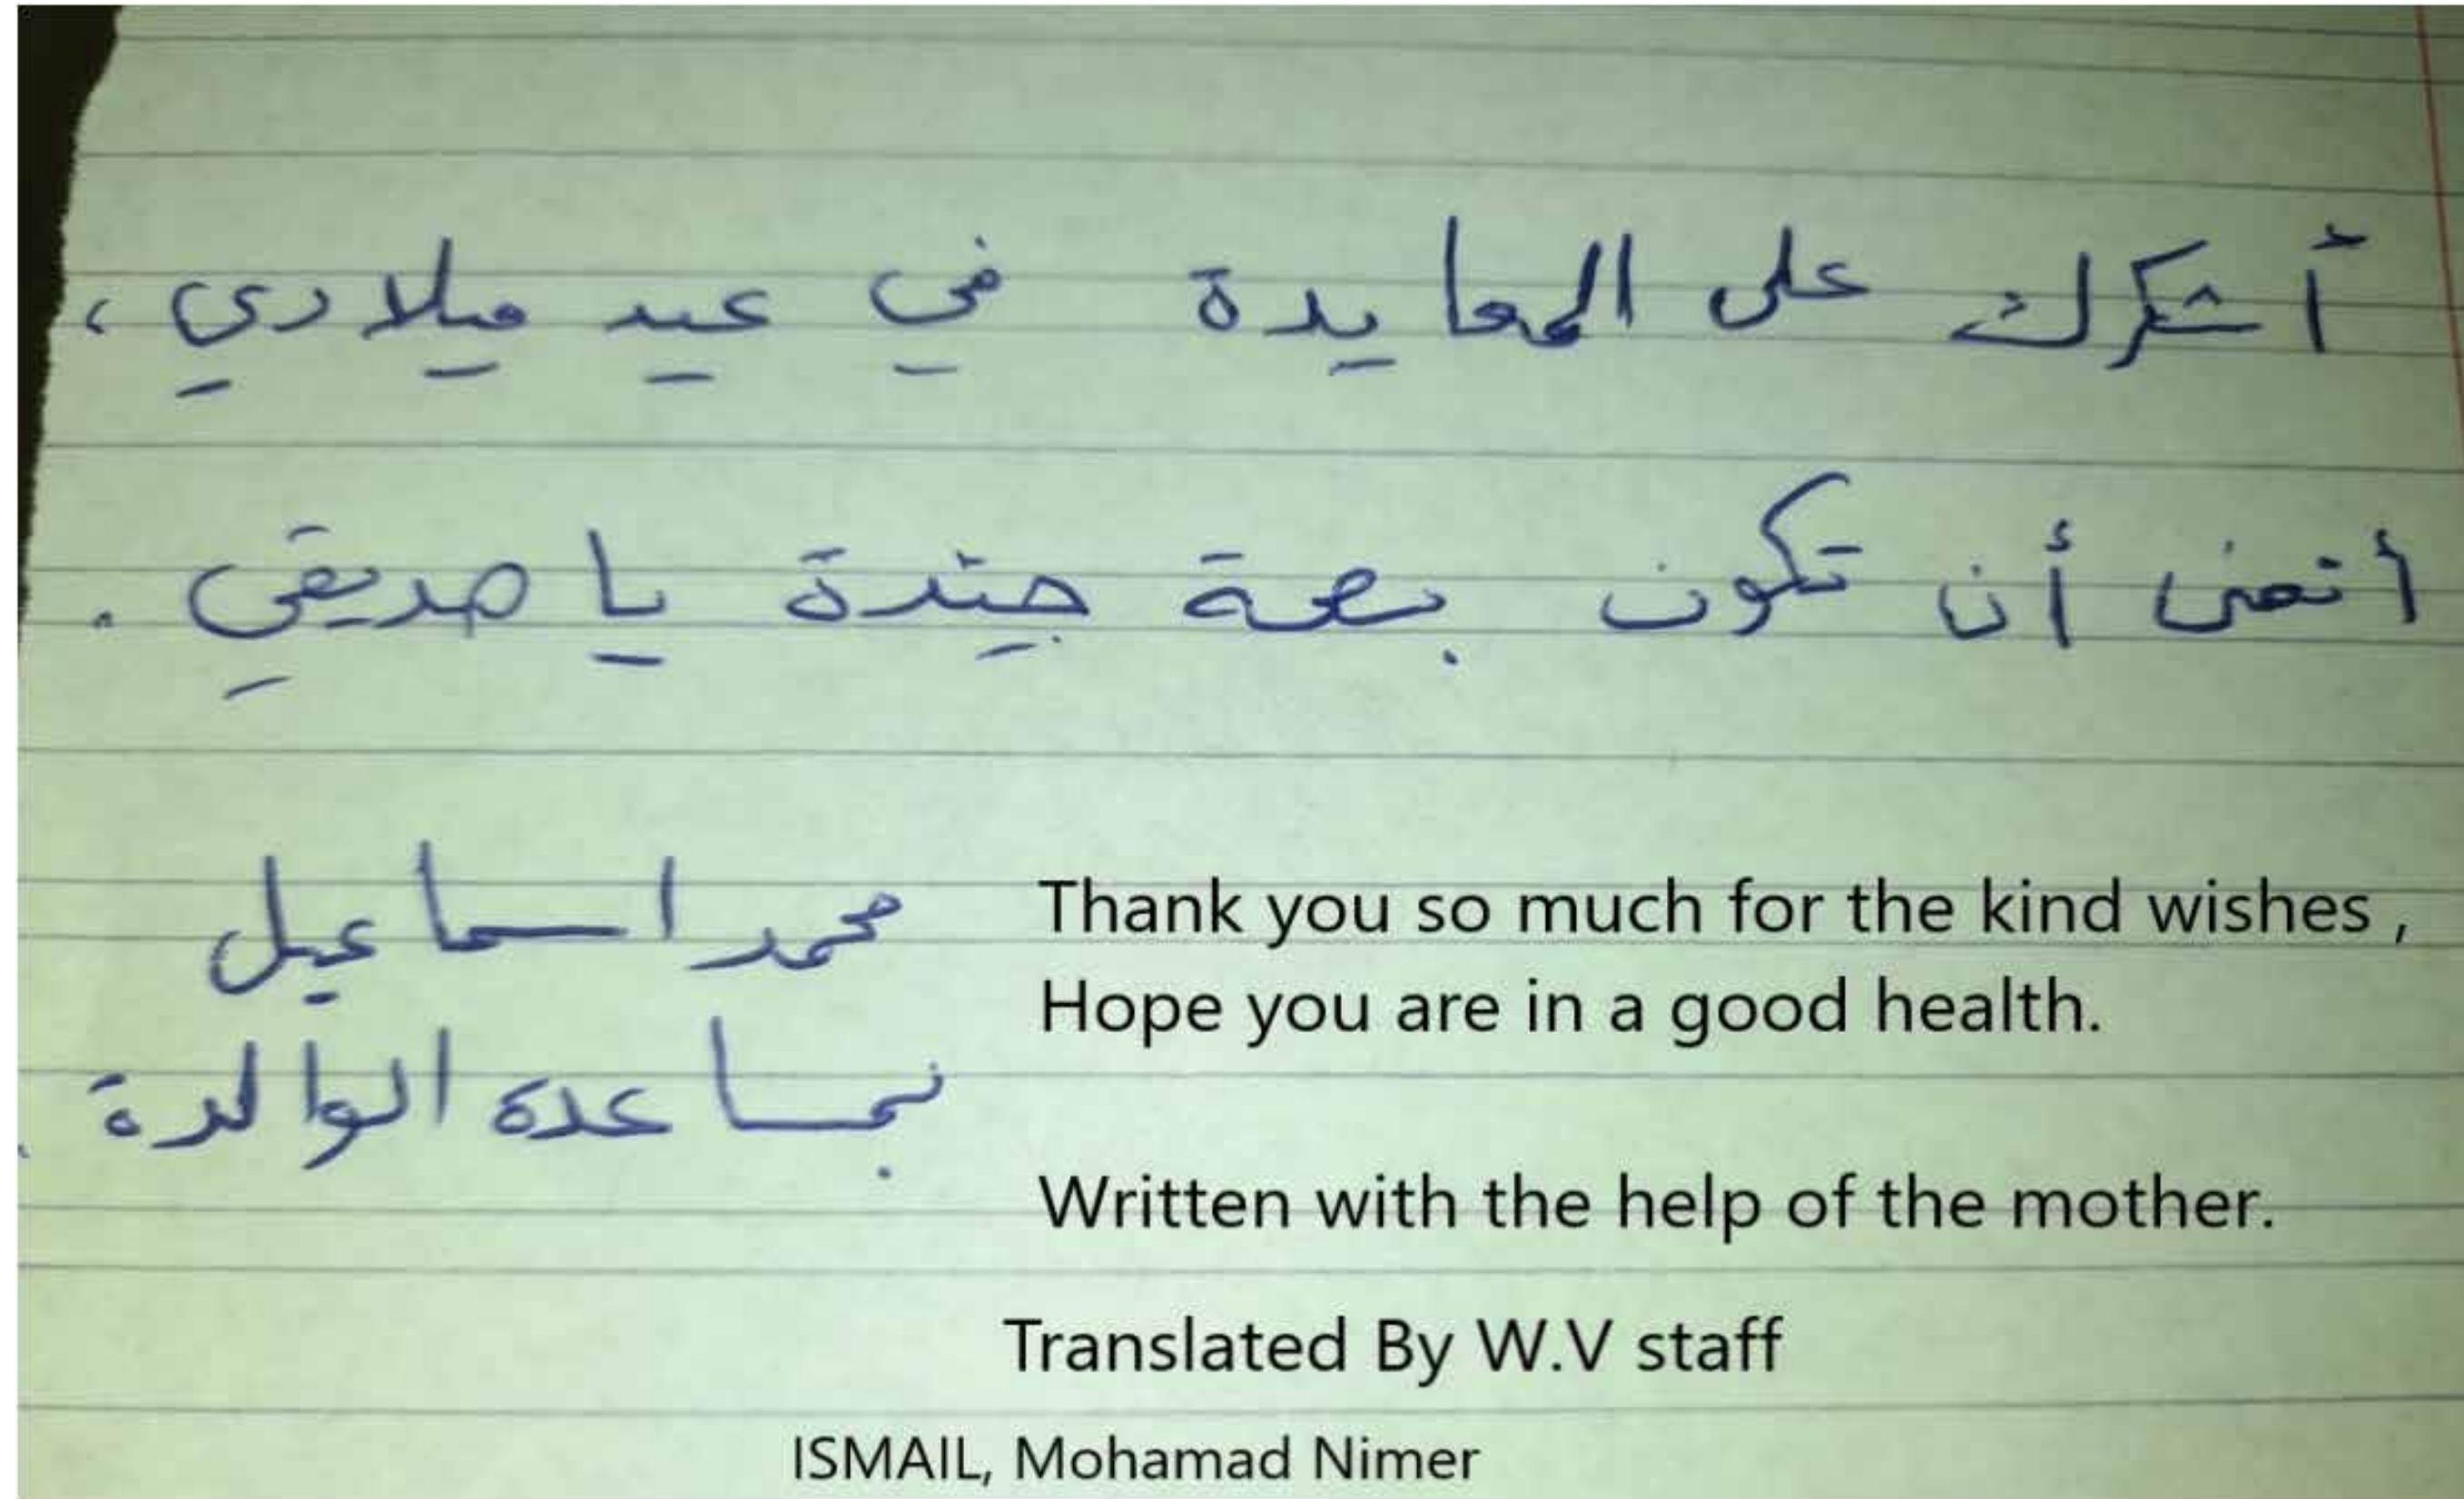 أشكرك على المعايدة في عيد ميلادي،
أتمنى أن تكون بصحة جيّدة يا صديقي.
محمد اسماعيل
بمساعدة الوالدة.
Thank you so much for the kind wishes ,
Hope you are in a good health.
Written with the help of the mother.
Translated By W.V staff
ISMAIL, Mohamad Nimer